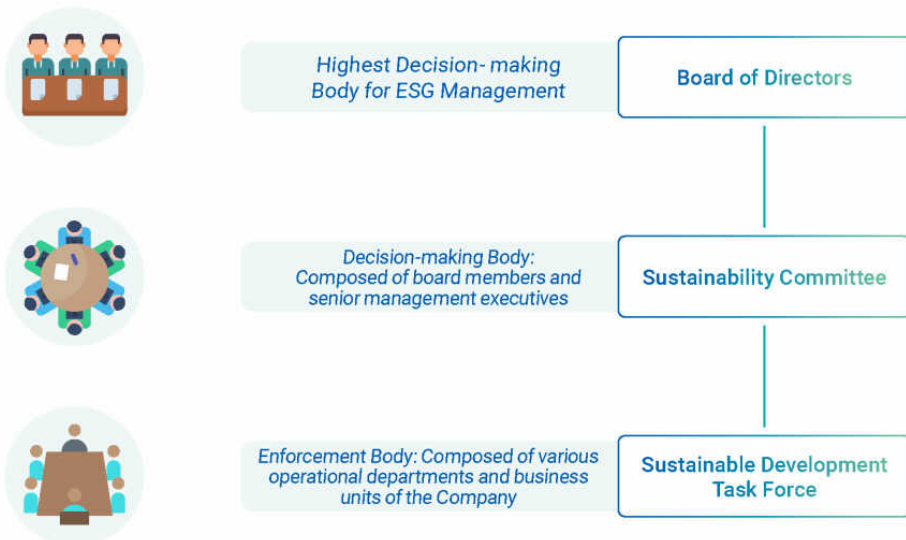 Highest Decision- making
Body for ESG Management
Board of Directors
Decision-making Body:
Composed of board members and
senior management executives
Sustainability Committee
Enforcement Body: Composed of various
operational departments and business
units of the Company
Sustainable Development
Task Force